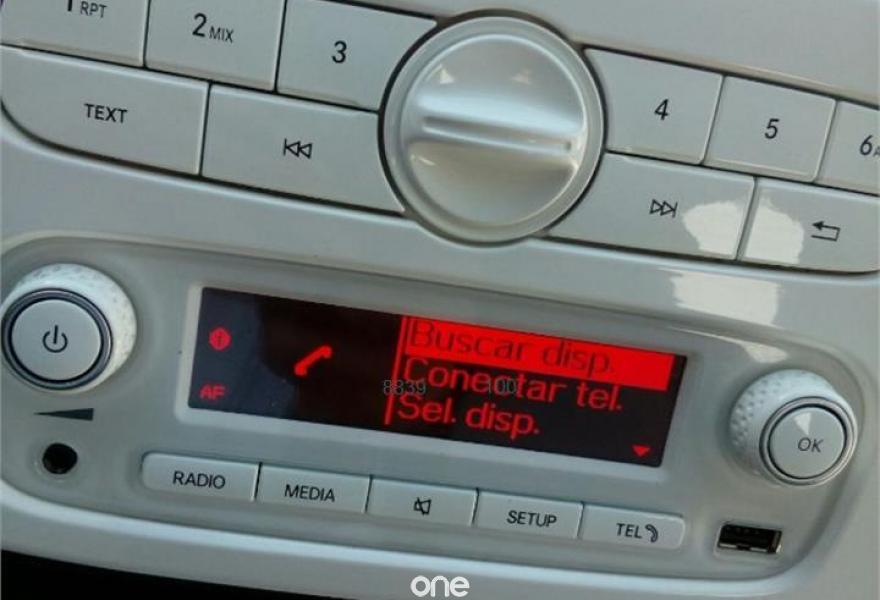 1 RPT
2 MIX
3
4
5
6
TEXT
AF
Buscar disp.
Conectar tel.
Sel. disp.
OK
RADIO
MEDIA
SETUP
TEL
one